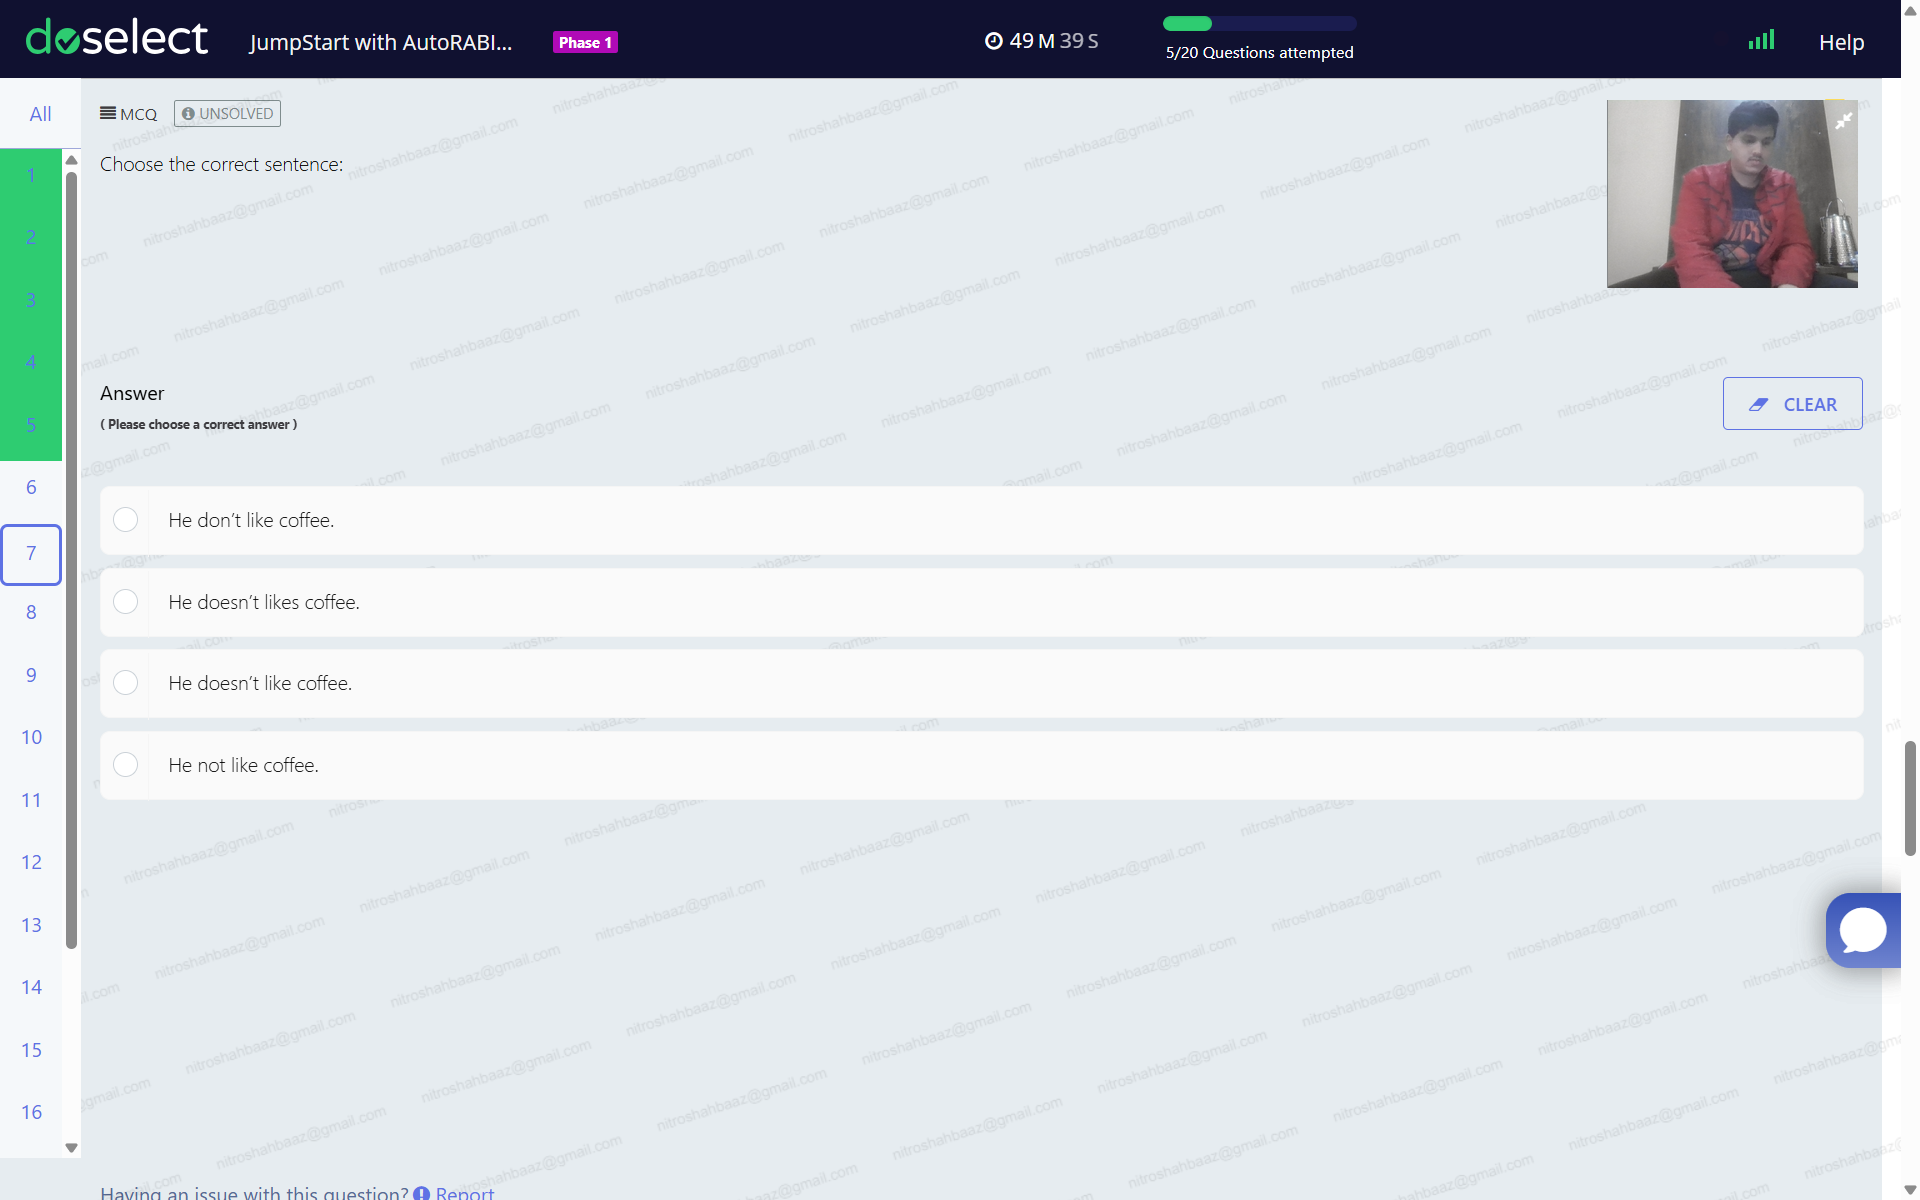 doselect
JumpStart with AutoRABI...
Phase 1
49 M 39 S
5/20 Questions attempted
Help
All
MCQ
UNSOLVED
Choose the correct sentence:
1
2
3
4
5
6
7
8
9
10
11
12
13
14
15
16
Answer
( Please choose a correct answer )
CLEAR
He don’t like coffee.
He doesn’t likes coffee.
He doesn’t like coffee.
He not like coffee.
Having an issue with this question? Report
nitroshahbaaz@gmail.com